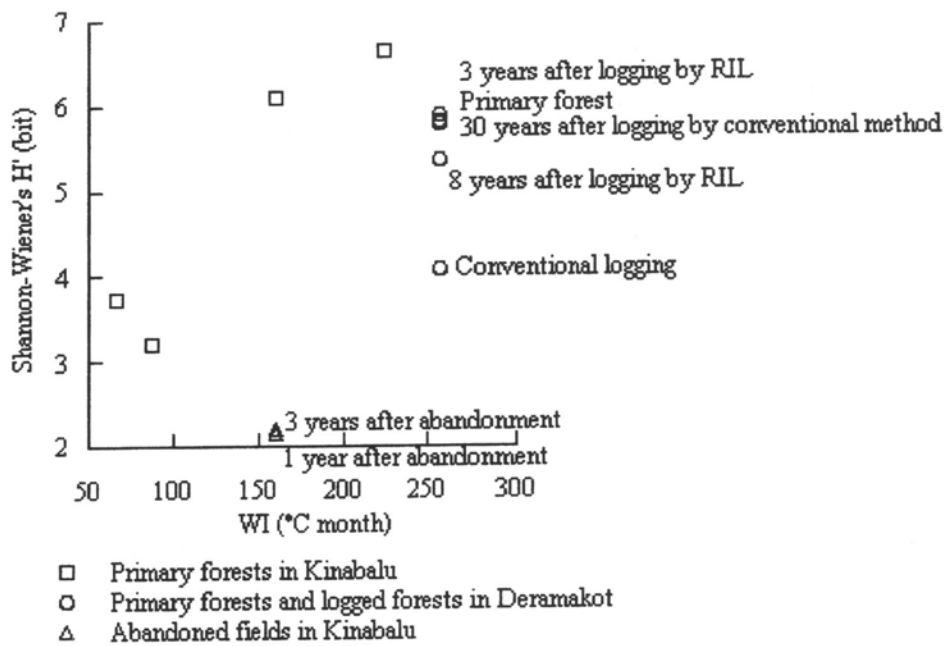 7
6
5
4
3
2
Shannon-Wiener's H' (bit)
3 years after logging by RIL
Primary forest
30 years after logging by conventional method
8 years after logging by RIL
Conventional logging
3 years after abandonment
1 year after abandonment
50 100 150 200 250 300
WI (°C month)
Primary forests in Kinabalu
Primary forests and logged forests in Deramakot
Abandoned fields in Kinabalu